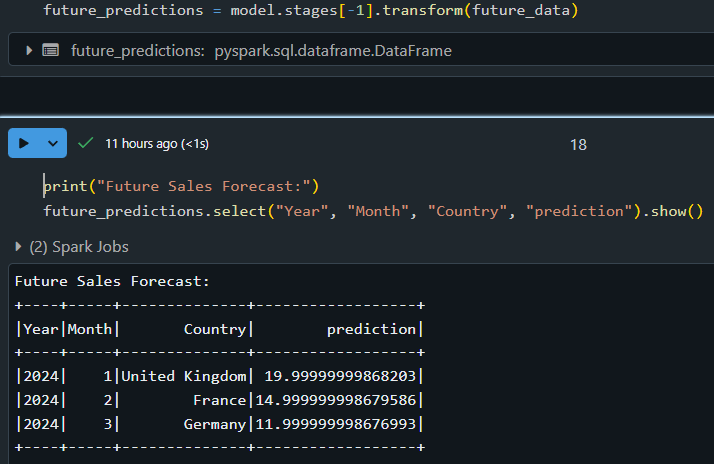 future_predictions = model.stages[-1].transform(future_data)
future_predictions: pyspark.sql.dataframe.DataFrame
11 hours ago (<1s)
18
print("Future Sales Forecast:")
future_predictions.select("Year", "Month", "Country", "prediction").show()
(2) Spark Jobs
Future Sales Forecast:
+----+-----+--------------+------------------+
|Year|Month|       Country|        prediction|
+----+-----+--------------+------------------+
|2024|    1|United Kingdom| 19.99999999868203|
|2024|    2|        France|14.999999998679586|
|2024|    3|       Germany|11.999999998676993|
+----+-----+--------------+------------------+